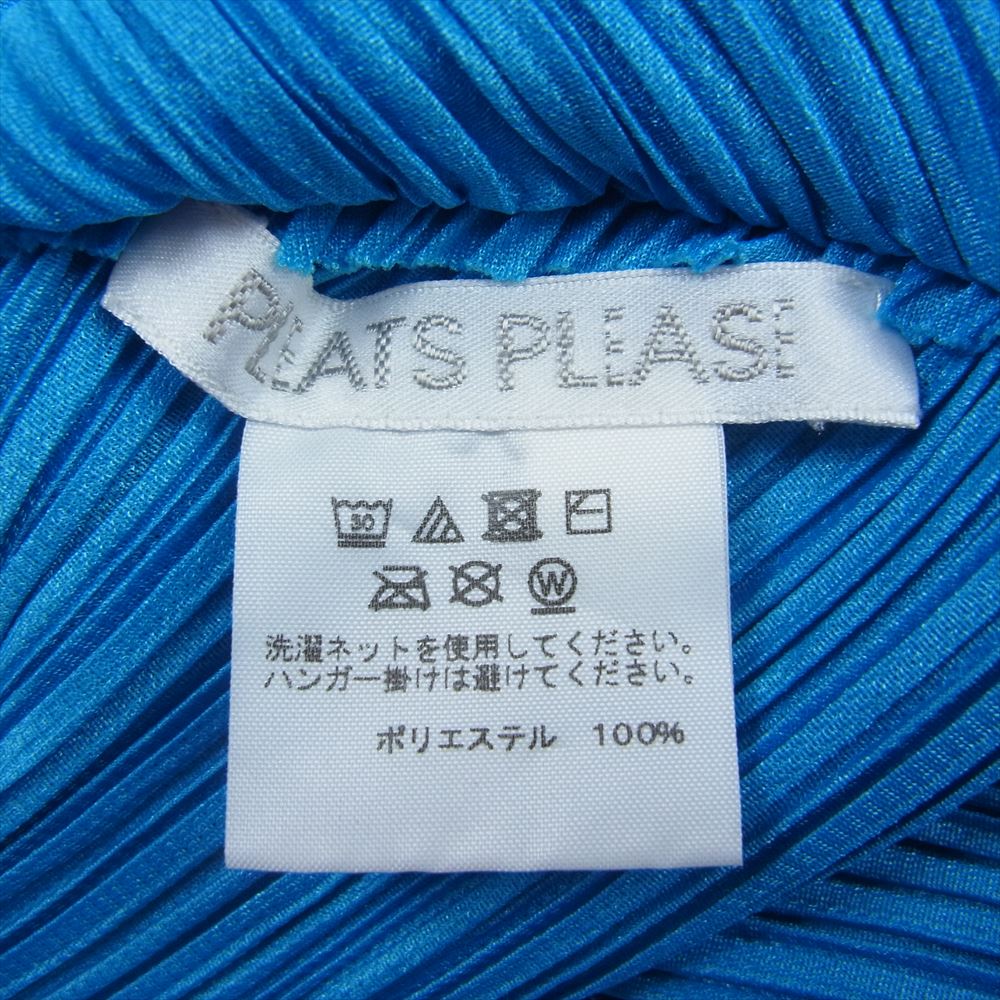 PLEATS PLEASE
30
W
洗濯ネットを使用してください。
ハンガー掛けは避けてください。
ポリエステル 100%